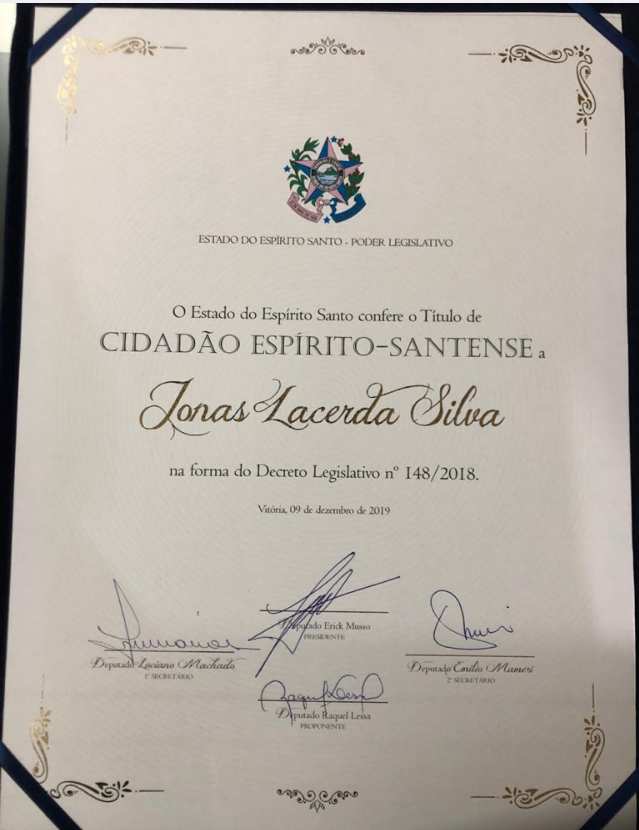 ESTADO DO ESPÍRITO SANTO - PODER LEGISLATIVO
O Estado do Espírito Santo confere o Título de
CIDADÃO ESPÍRITO-SANTENSE a
Jonas Lacerda Silva
na forma do Decreto Legislativo nº 148/2018.
Vitória, 09 de dezembro de 2019
Deputado Erick Musso
PRESIDENTE
Deputado Luciano Machado
1º SECRETÁRIO
Deputado Emílio Mameri
2º SECRETÁRIO
Deputado Raquel Lessa
PROPONENTE